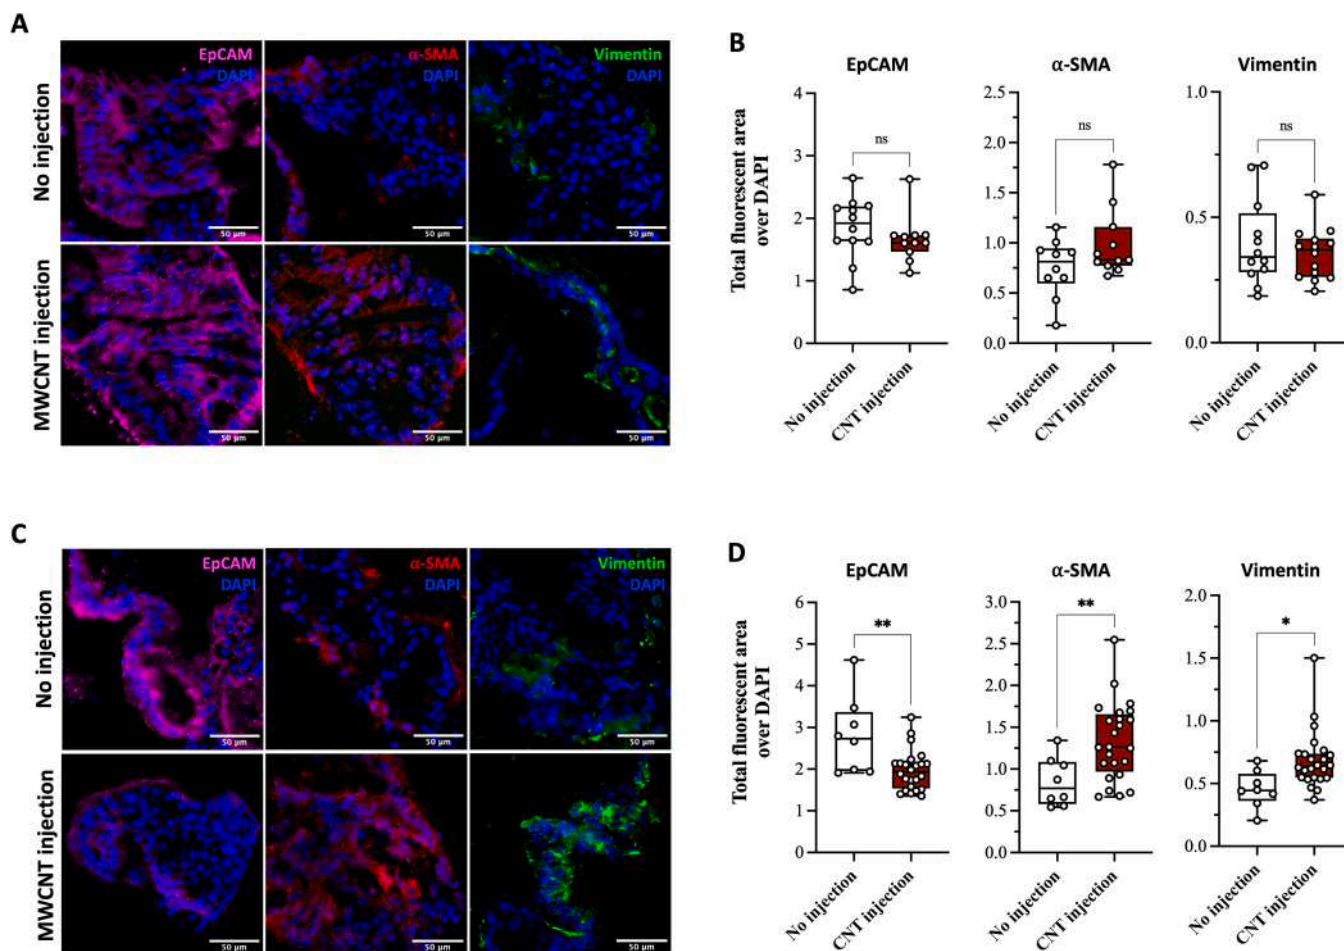 A
No injection
EpCAM
DAPI
50 μm
α-SMA
DAPI
50 μm
Vimentin
DAPI
50 μm
MWCNT injection
50 μm
50 μm
50 μm
B
Total fluorescent area
over DAPI
EpCAM
4
3
2
1
0
ns
No injection
CNT injection
α-SMA
2.5
2.0
1.5
1.0
0.5
0.0
ns
No injection
CNT injection
Vimentin
1.0
0.5
0.0
ns
No injection
CNT injection
C
No injection
EpCAM
DAPI
50 μm
α-SMA
DAPI
50 μm
Vimentin
DAPI
50 μm
MWCNT injection
50 μm
50 μm
50 μm
D
Total fluorescent area
over DAPI
EpCAM
6
5
4
3
2
1
0
**
No injection
CNT injection
α-SMA
3.0
2.5
2.0
1.5
1.0
0.5
0.0
**
No injection
CNT injection
Vimentin
2.0
1.5
1.0
0.5
0.0
*
No injection
CNT injection